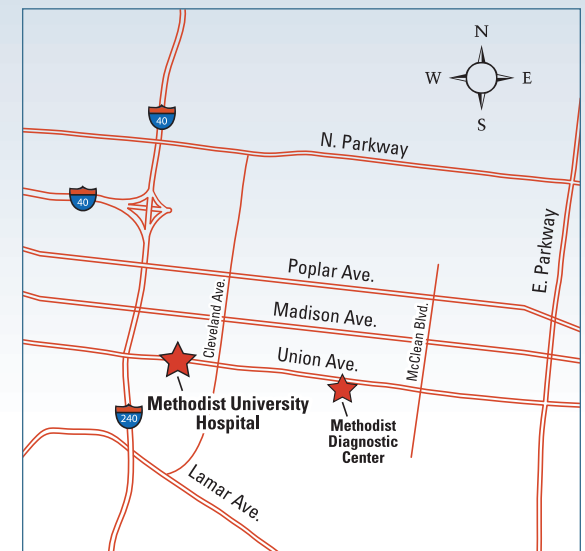 N
W
E
S
40
N. Parkway
40
E. Parkway
Poplar Ave.
Cleveland Ave.
Madison Ave.
McClean Blvd.
Union Ave.
Methodist University
Hospital
240
Methodist
Diagnostic
Center
Lamar Ave.